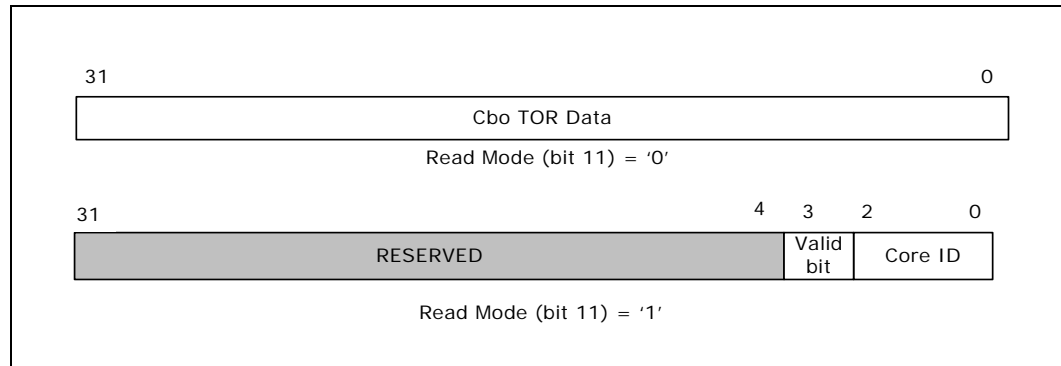 31 0
Cbo TOR Data
Read Mode (bit 11) = ‘0’
31 4 3 2 0
RESERVED Valid bit Core ID
Read Mode (bit 11) = ‘1’